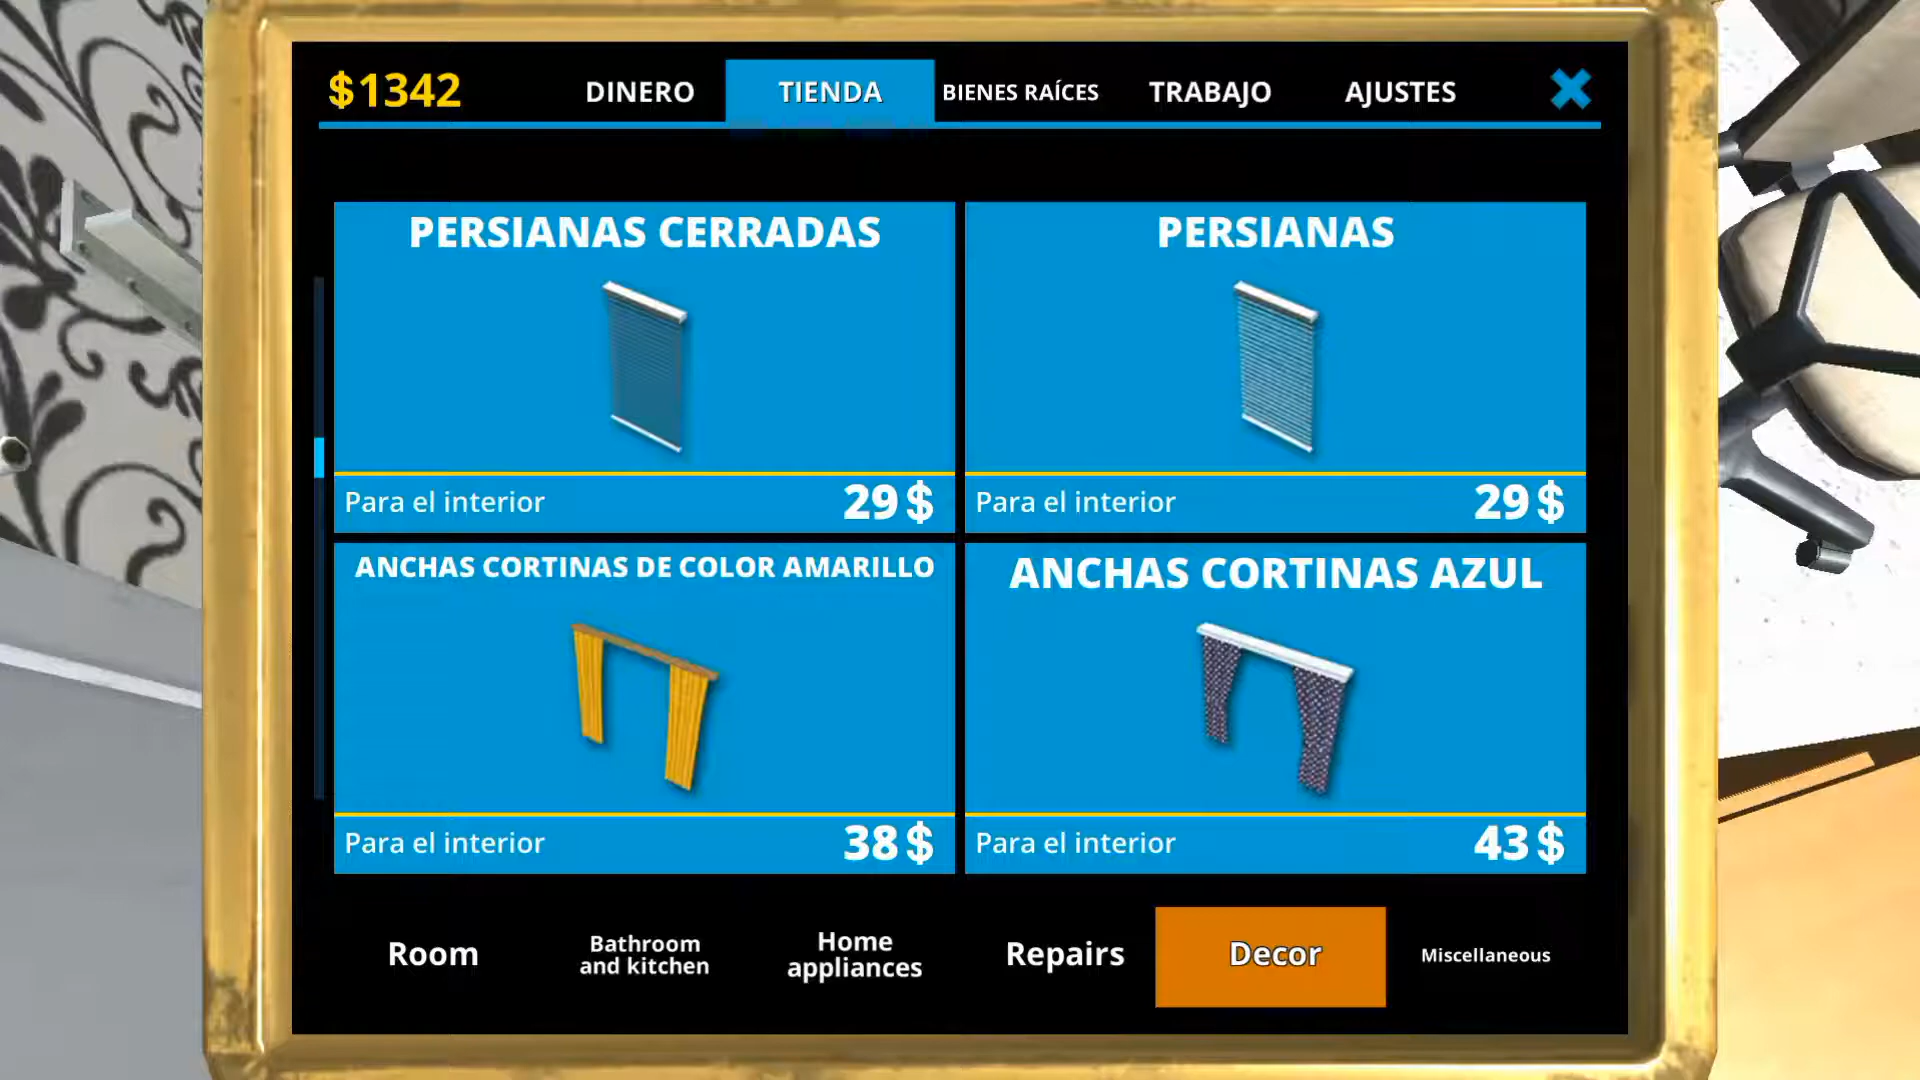 $1342
DINERO
TIENDA
BIENES RAÍCES
TRABAJO
AJUSTES
PERSIANAS CERRADAS
Para el interior
29$
PERSIANAS
Para el interior
29$
ANCHAS CORTINAS DE COLOR AMARILLO
Para el interior
38$
ANCHAS CORTINAS AZUL
Para el interior
43$
Room
Bathroom
and kitchen
Home
appliances
Repairs
Decor
Miscellaneous